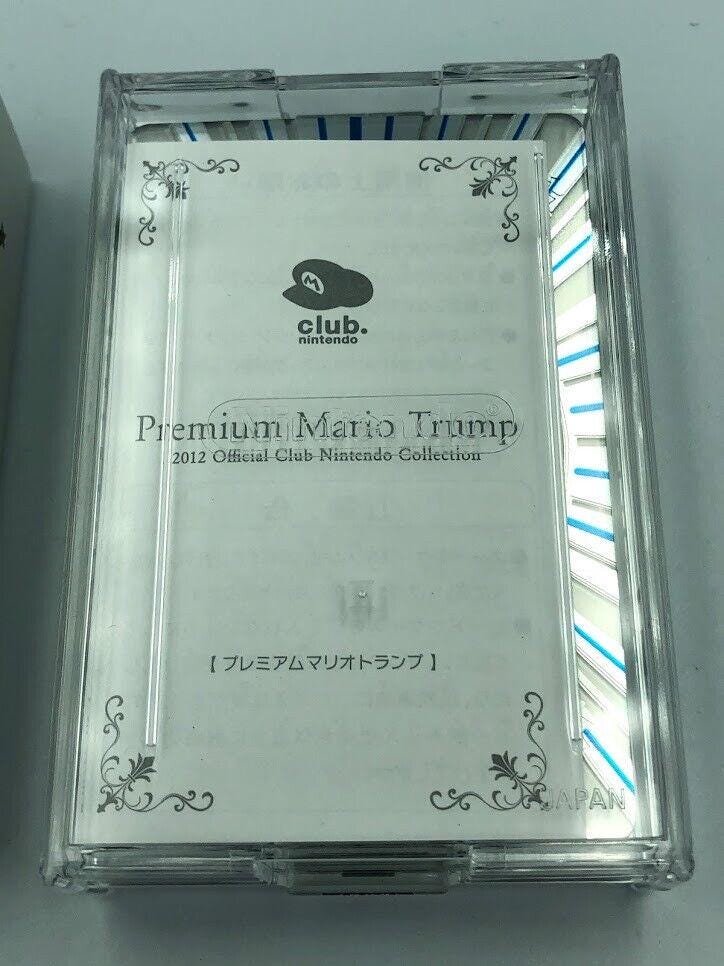 M
club.
nintendo
Nintendo®
Premium Mario Trump
2012 Official Club Nintendo Collection
【プレミアムマリオトランプ】
JAPAN